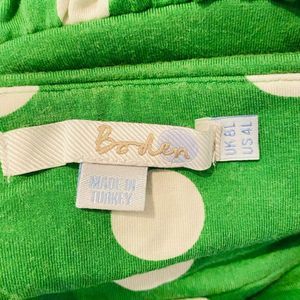 Boden
MADE IN
TURKEY
UK 8L
US 4L